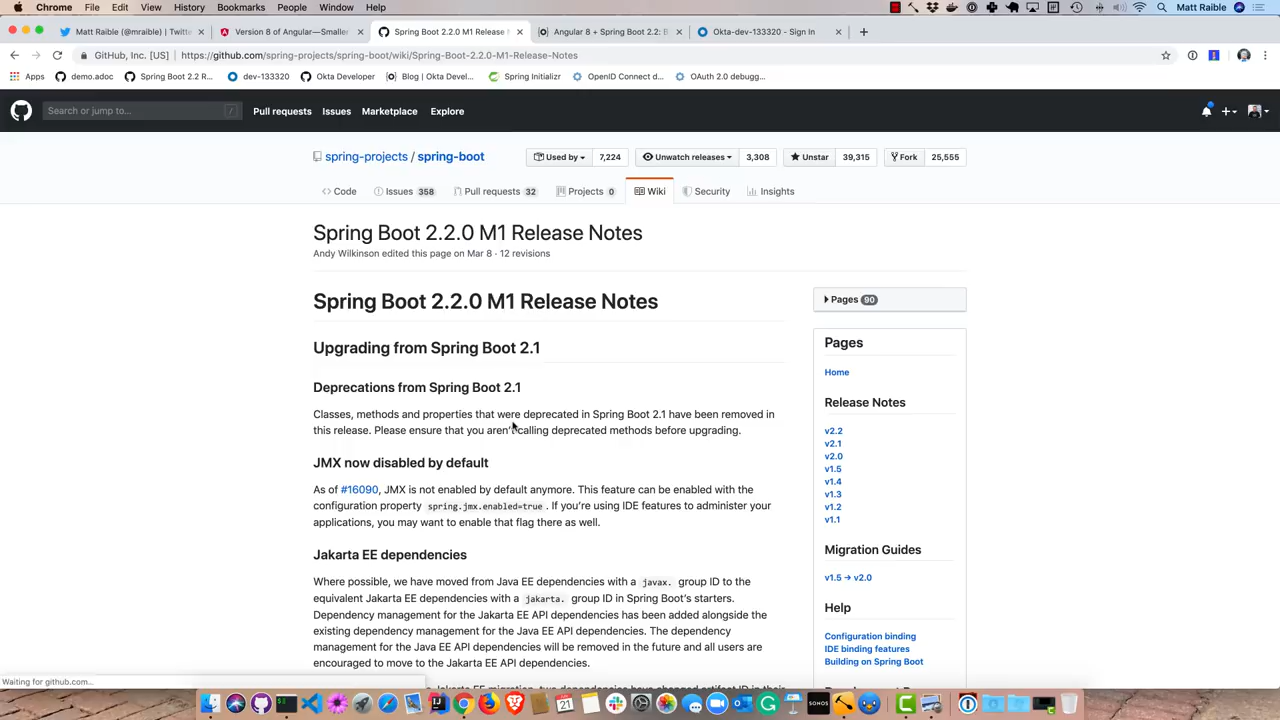 Chrome File Edit View History Bookmarks People Window Help Matt Raible
Matt Raible (@mraible) | Twitte
Version 8 of Angular—Smaller
Spring Boot 2.2.0 M1 Release
Angular 8 + Spring Boot 2.2: B
Okta-dev-133320 - Sign In
GitHub, Inc. [US] https://github.com/spring-projects/spring-boot/wiki/Spring-Boot-2.2.0-M1-Release-Notes
Apps demo.adoc Spring Boot 2.2 R... dev-133320 Okta Developer Blog | Okta Devel... Spring Initializr OpenID Connect d... OAuth 2.0 debugg...
Search or jump to... / Pull requests Issues Marketplace Explore
spring-projects / spring-boot Used by 7,224 Unwatch releases 3,308 Unstar 39,315 Fork 25,555
Code Issues 358 Pull requests 32 Projects 0 Wiki Security Insights
Spring Boot 2.2.0 M1 Release Notes
Andy Wilkinson edited this page on Mar 8 · 12 revisions
Spring Boot 2.2.0 M1 Release Notes
Upgrading from Spring Boot 2.1
Deprecations from Spring Boot 2.1
Classes, methods and properties that were deprecated in Spring Boot 2.1 have been removed in
this release. Please ensure that you aren't calling deprecated methods before upgrading.
JMX now disabled by default
As of #16090, JMX is not enabled by default anymore. This feature can be enabled with the
configuration property spring.jmx.enabled=true . If you're using IDE features to administer your
applications, you may want to enable that flag there as well.
Jakarta EE dependencies
Where possible, we have moved from Java EE dependencies with a javax. group ID to the
equivalent Jakarta EE dependencies with a jakarta. group ID in Spring Boot's starters.
Dependency management for the Jakarta EE API dependencies has been added alongside the
existing dependency management for the Java EE API dependencies. The dependency
management for the Java EE API dependencies will be removed in the future and all users are
encouraged to move to the Jakarta EE API dependencies.
Pages 90
Pages
Home
Release Notes
v2.2
v2.1
v2.0
v1.5
v1.4
v1.3
v1.2
v1.1
Migration Guides
v1.5 → v2.0
Help
Configuration binding
IDE binding features
Building on Spring Boot
Waiting for github.com...
Jakarta EE migration, two dependencies have changed artifact ID in their
21
SONOS